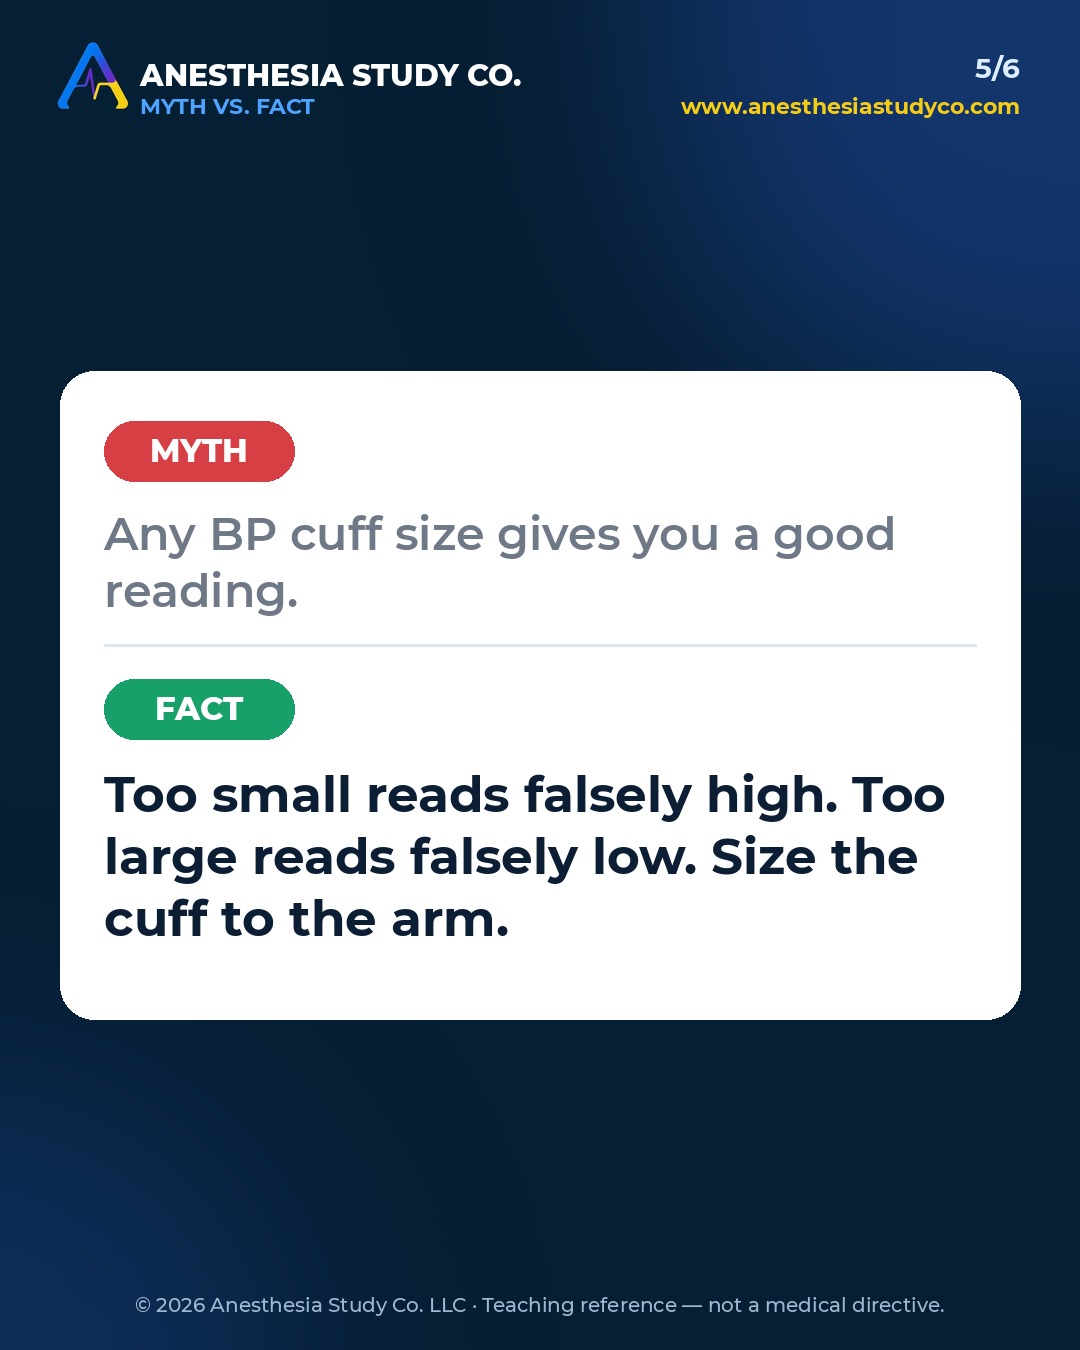 ANESTHESIA STUDY CO.
MYTH VS. FACT
5/6
www.anesthesiastudyco.com
MYTH
Any BP cuff size gives you a good
reading.
FACT
Too small reads falsely high. Too
large reads falsely low. Size the
cuff to the arm.
© 2026 Anesthesia Study Co. LLC · Teaching reference — not a medical directive.